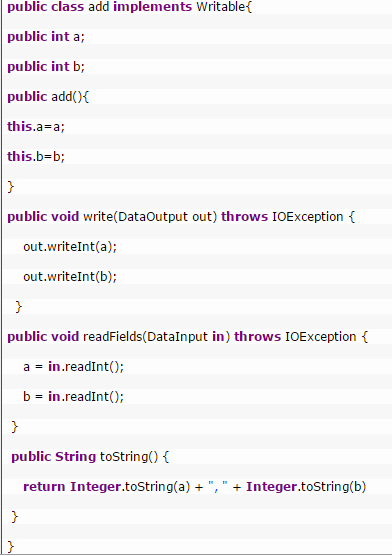 public class add implements Writable{
public int a;
public int b;
public add(){
this.a=a;
this.b=b;
}
public void write(DataOutput out) throws IOException {
out.writeInt(a);
out.writeInt(b);
}
public void readFields(DataInput in) throws IOException {
a = in.readInt();
b = in.readInt();
}
public String toString() {
return Integer.toString(a) + ", " + Integer.toString(b)
}
}